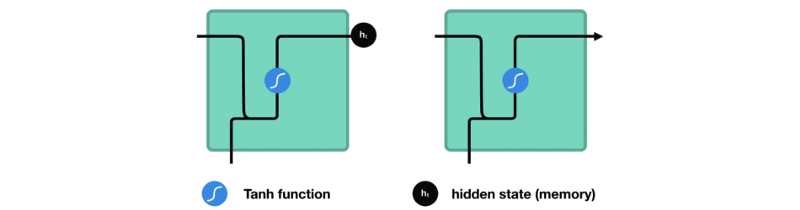 hₜ
Tanh function
hₜ hidden state (memory)